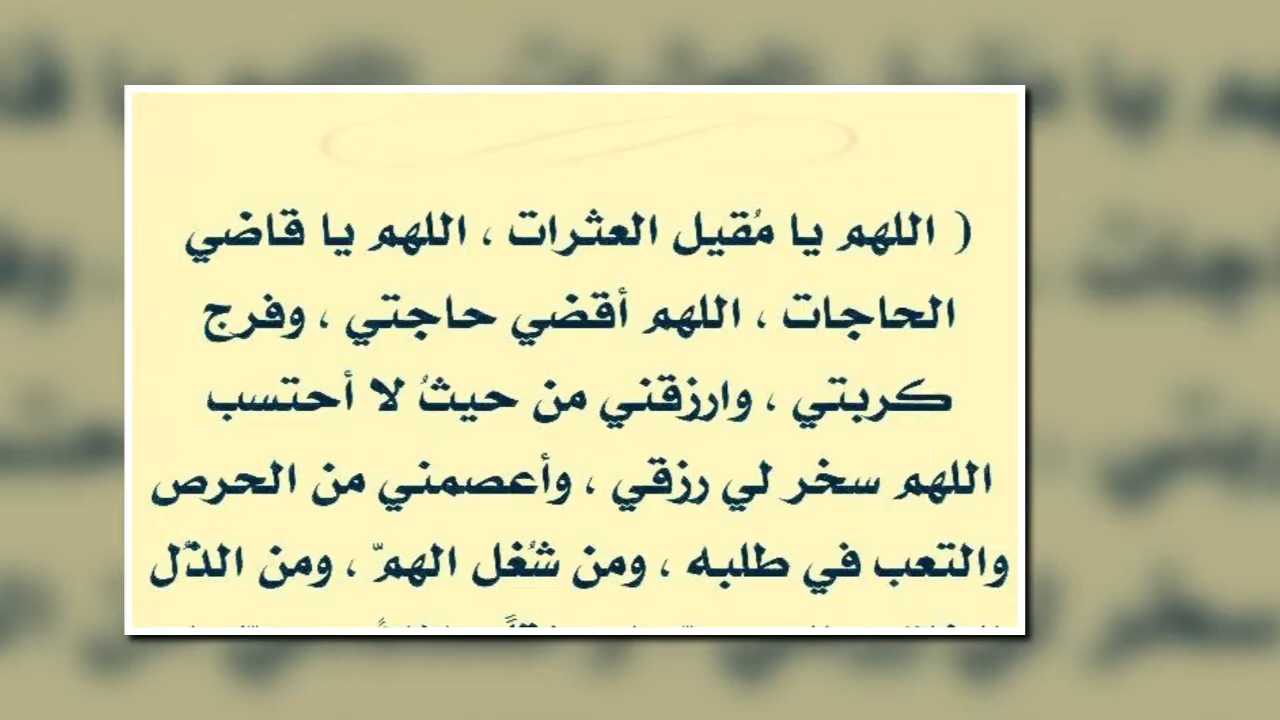 ( اللهم يا مُقيل العثرات ، اللهم يا قاضي
الحاجات ، اللهم أقضي حاجتي ، وفرج
كربتي ، وارزقني من حيثُ لا أحتسب
اللهم سخر لي رزقي ، وأعصمني من الحرص
والتعب في طلبه ، ومن شُغل الهمّ ، ومن الذّل